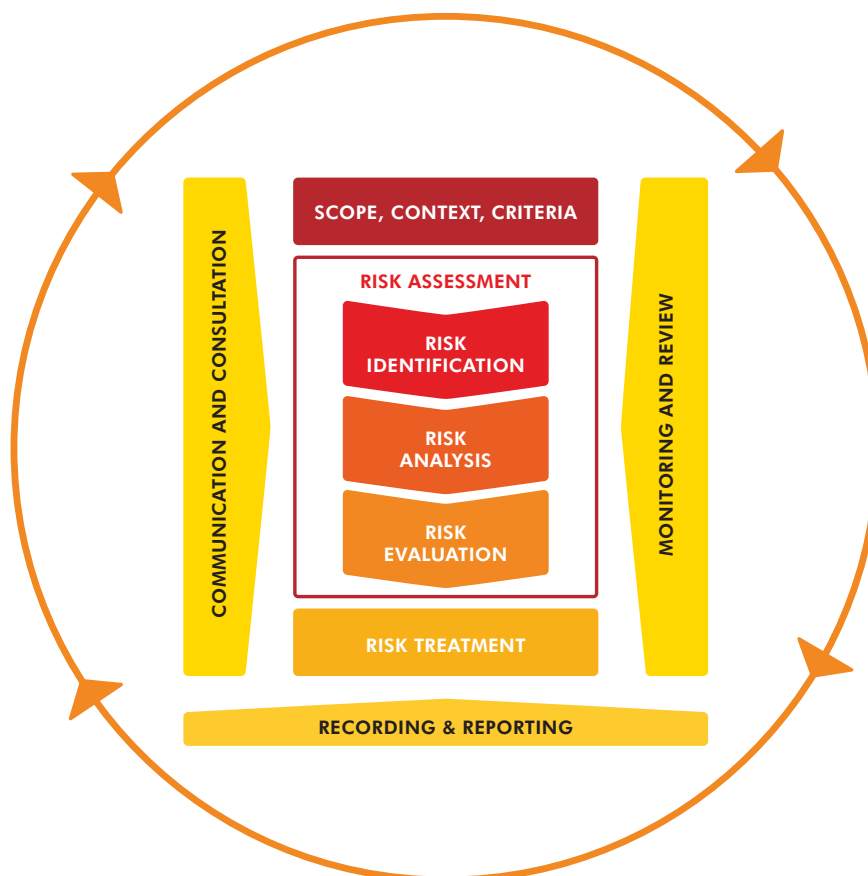 SCOPE, CONTEXT, CRITERIA
RISK ASSESSMENT
RISK
IDENTIFICATION
RISK
ANALYSIS
RISK
EVALUATION
RISK TREATMENT
COMMUNICATION AND CONSULTATION
MONITORING AND REVIEW
RECORDING & REPORTING